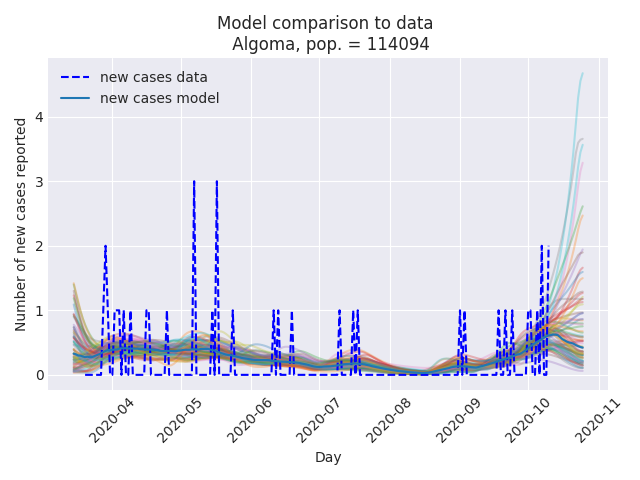 Model comparison to data
Algoma, pop. = 114094
new cases data
new cases model
Number of new cases reported
4
3
2
1
0
2020-04
2020-05
2020-06
2020-07
2020-08
2020-09
2020-10
2020-11
Day